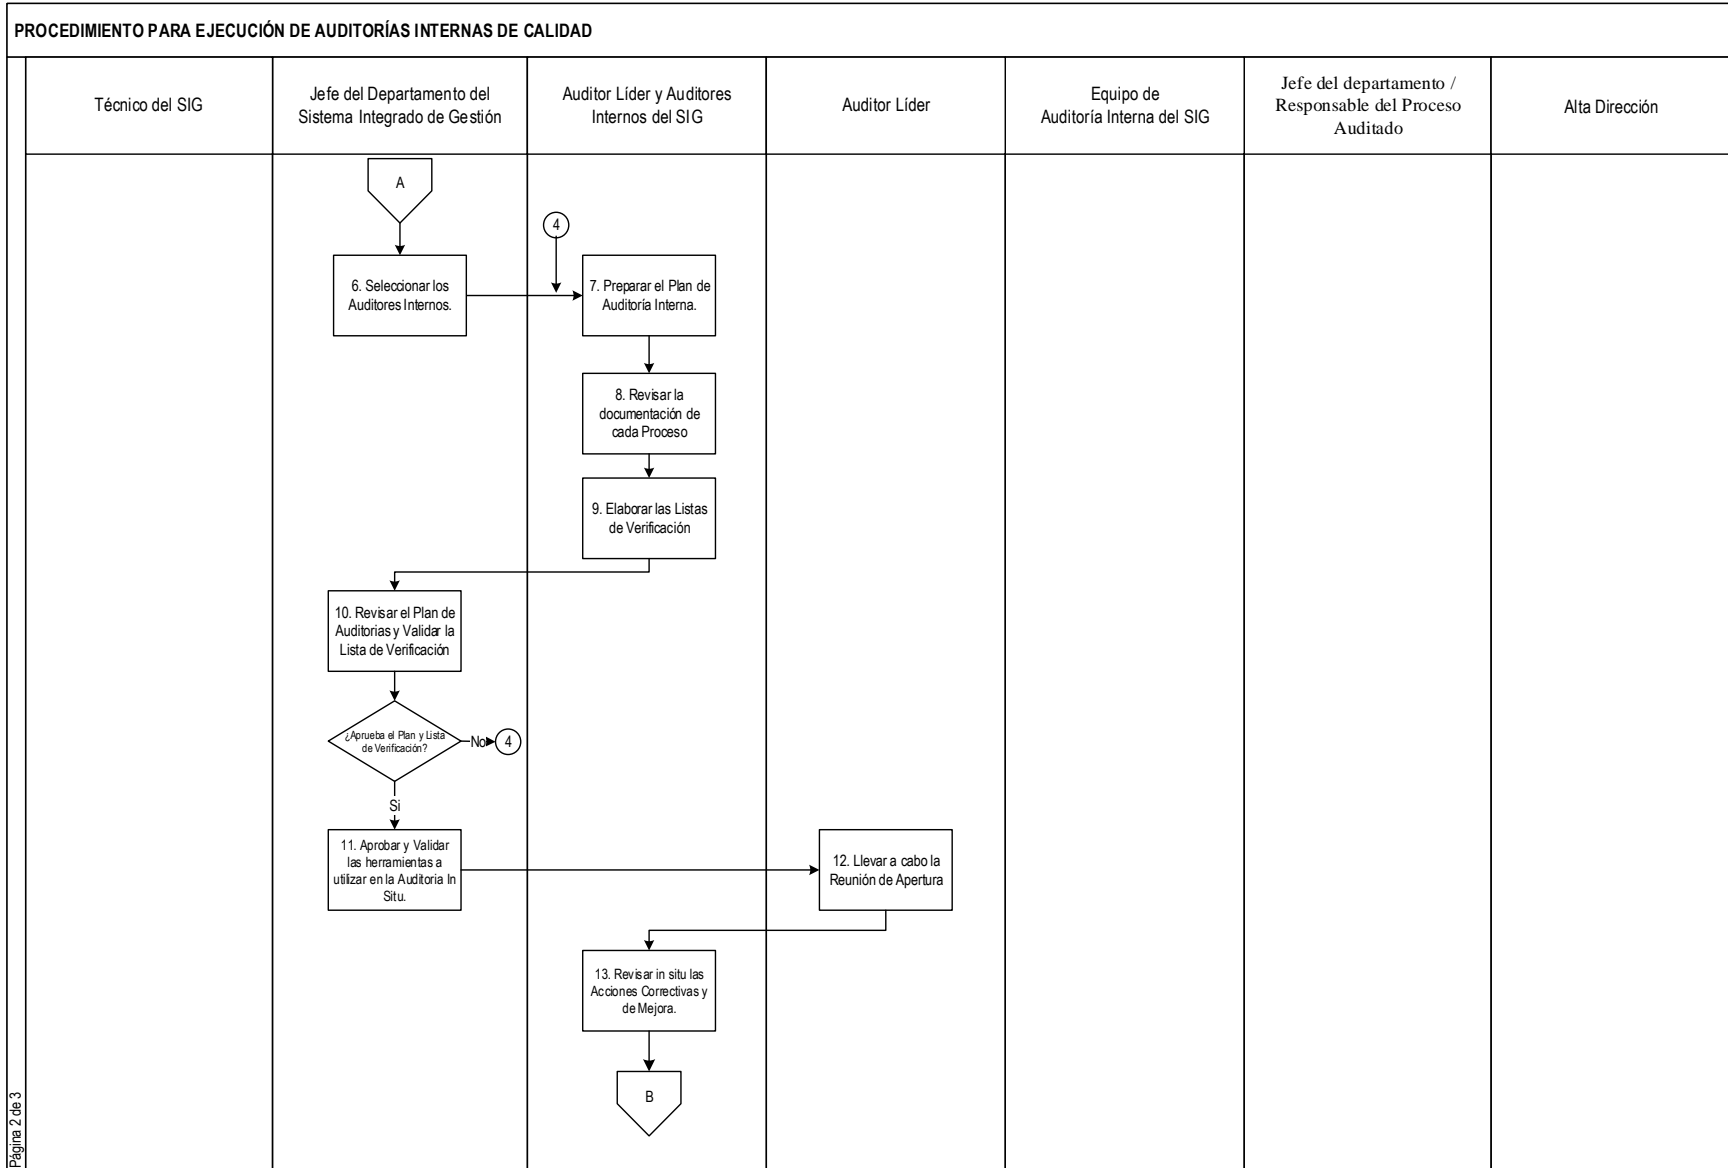 PROCEDIMIENTO PARA EJECUCIÓN DE AUDITORÍAS INTERNAS DE CALIDAD
Técnico del SIG
Jefe del Departamento del
Sistema Integrado de Gestión
Auditor Líder y Auditores
Internos del SIG
Auditor Líder
Equipo de
Auditoría Interna del SIG
Jefe del departamento /
Responsable del Proceso
Auditado
Alta Dirección
A
4
6. Seleccionar los
Auditores Internos.
7. Preparar el Plan de
Auditoría Interna.
8. Revisar la
documentación de
cada Proceso
9. Elaborar las Listas
de Verificación
10. Revisar el Plan de
Auditorias y Validar la
Lista de Verificación
¿Aprueba el Plan y Lista
de Verificación?
No
4
Si
11. Aprobar y Validar
las herramientas a
utilizar en la Auditoria In
Situ.
12. Llevar a cabo la
Reunión de Apertura
13. Revisar in situ las
Acciones Correctivas y
de Mejora.
B
Página 2 de 3